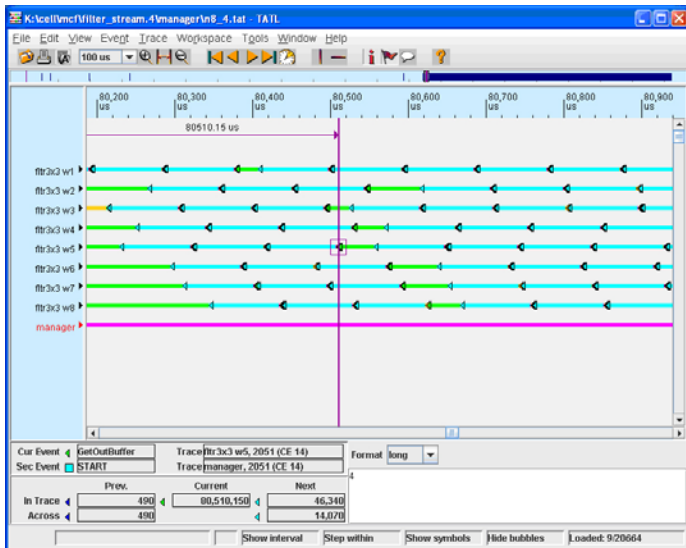 K:\cell\mcf\filter_stream.4\manager\n8_4.tat - TATL
File Edit View Event Trace Workspace Tools Window Help
100 us
80,200 us 80,300 us 80,400 us 80,500 us 80,600 us 80,700 us 80,800 us 80,900 us
80510.15 us
fltr3x3 w1
fltr3x3 w2
fltr3x3 w3
fltr3x3 w4
fltr3x3 w5
fltr3x3 w6
fltr3x3 w7
fltr3x3 w8
manager
Cur Event GetOutBuffer Trace fltr3x3 w5, 2051 (CE 14) Format long
Sec Event START Trace manager, 2051 (CE 14)
4
Prev. Current Next
In Trace 490 80,510,150 46,340
Across 490 14,070
Show interval Step within Show symbols Hide bubbles Loaded: 9/20664